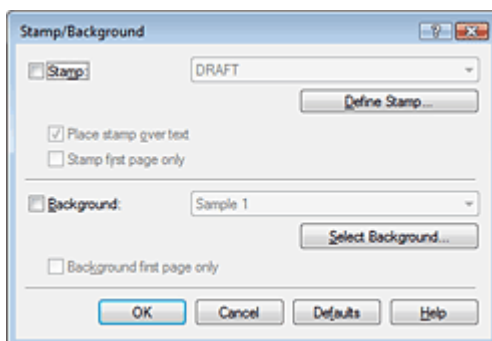 Stamp/Background
Stamp: DRAFT
Define Stamp...
Place stamp over text
Stamp first page only
Background: Sample 1
Select Background...
Background first page only
OK Cancel Defaults Help